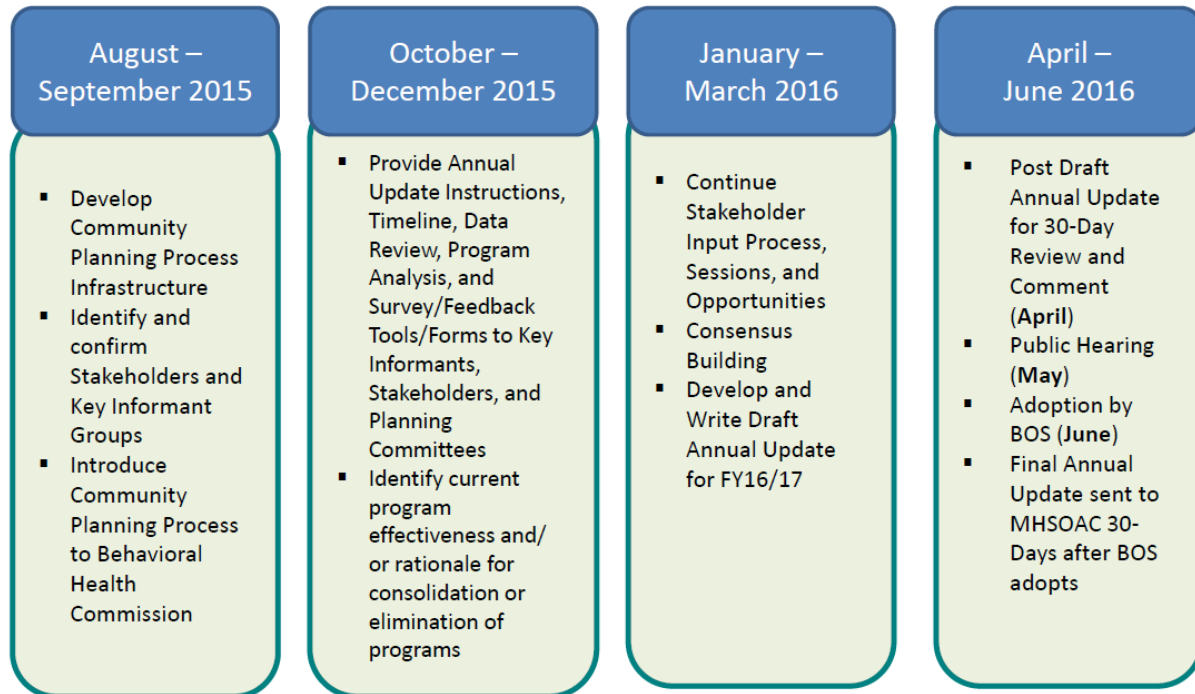 August –
September 2015
▪ Develop
Community
Planning Process
Infrastructure
▪ Identify and
confirm
Stakeholders and
Key Informant
Groups
▪ Introduce
Community
Planning Process
to Behavioral
Health
Commission
October –
December 2015
▪ Provide Annual
Update Instructions,
Timeline, Data
Review, Program
Analysis, and
Survey/Feedback
Tools/Forms to Key
Informants,
Stakeholders, and
Planning
Committees
▪ Identify current
program
effectiveness and/
or rationale for
consolidation or
elimination of
programs
January –
March 2016
▪ Continue
Stakeholder
Input Process,
Sessions, and
Opportunities
▪ Consensus
Building
▪ Develop and
Write Draft
Annual Update
for FY16/17
April –
June 2016
▪ Post Draft
Annual Update
for 30-Day
Review and
Comment
(April)
▪ Public Hearing
(May)
▪ Adoption by
BOS (June)
▪ Final Annual
Update sent to
MHSOAC 30-
Days after BOS
adopts